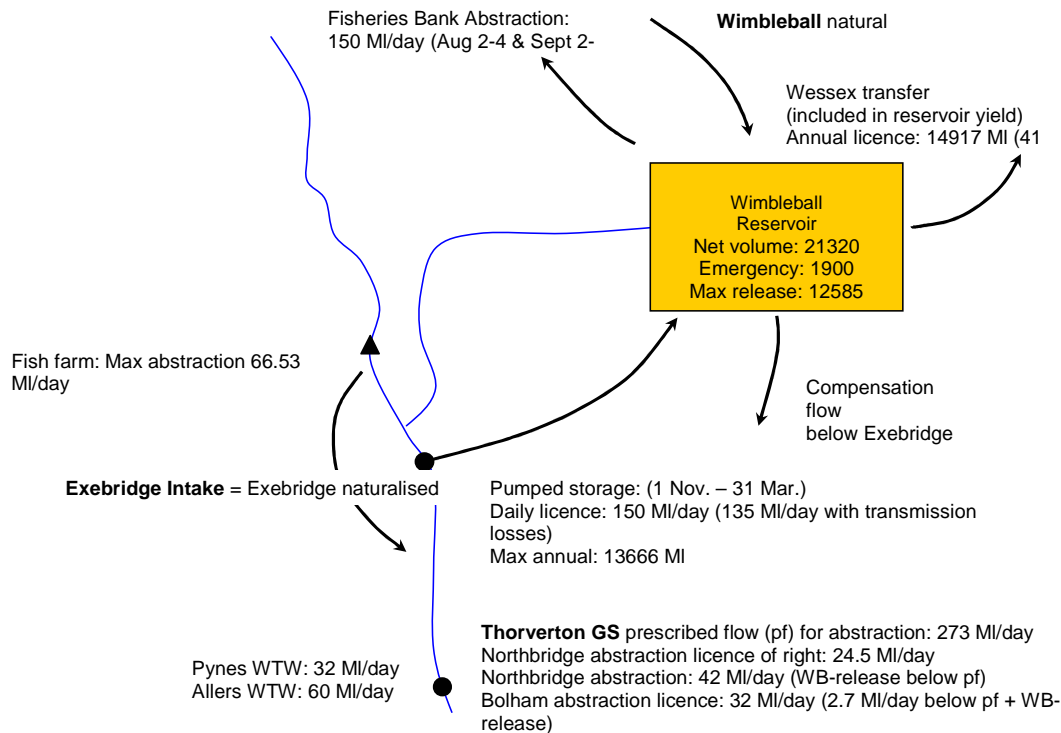 Fisheries Bank Abstraction:
150 Ml/day (Aug 2-4 & Sept 2-
Wimbleball natural
Wessex transfer
(included in reservoir yield)
Annual licence: 14917 Ml (41
Wimbleball
Reservoir
Net volume: 21320
Emergency: 1900
Max release: 12585
Fish farm: Max abstraction 66.53
Ml/day
Compensation
flow
below Exebridge
Exebridge Intake = Exebridge naturalised
Pumped storage: (1 Nov. – 31 Mar.)
Daily licence: 150 Ml/day (135 Ml/day with transmission
losses)
Max annual: 13666 Ml
Thorverton GS prescribed flow (pf) for abstraction: 273 Ml/day
Northbridge abstraction licence of right: 24.5 Ml/day
Northbridge abstraction: 42 Ml/day (WB-release below pf)
Bolham abstraction licence: 32 Ml/day (2.7 Ml/day below pf + WB-
release)
Pynes WTW: 32 Ml/day
Allers WTW: 60 Ml/day